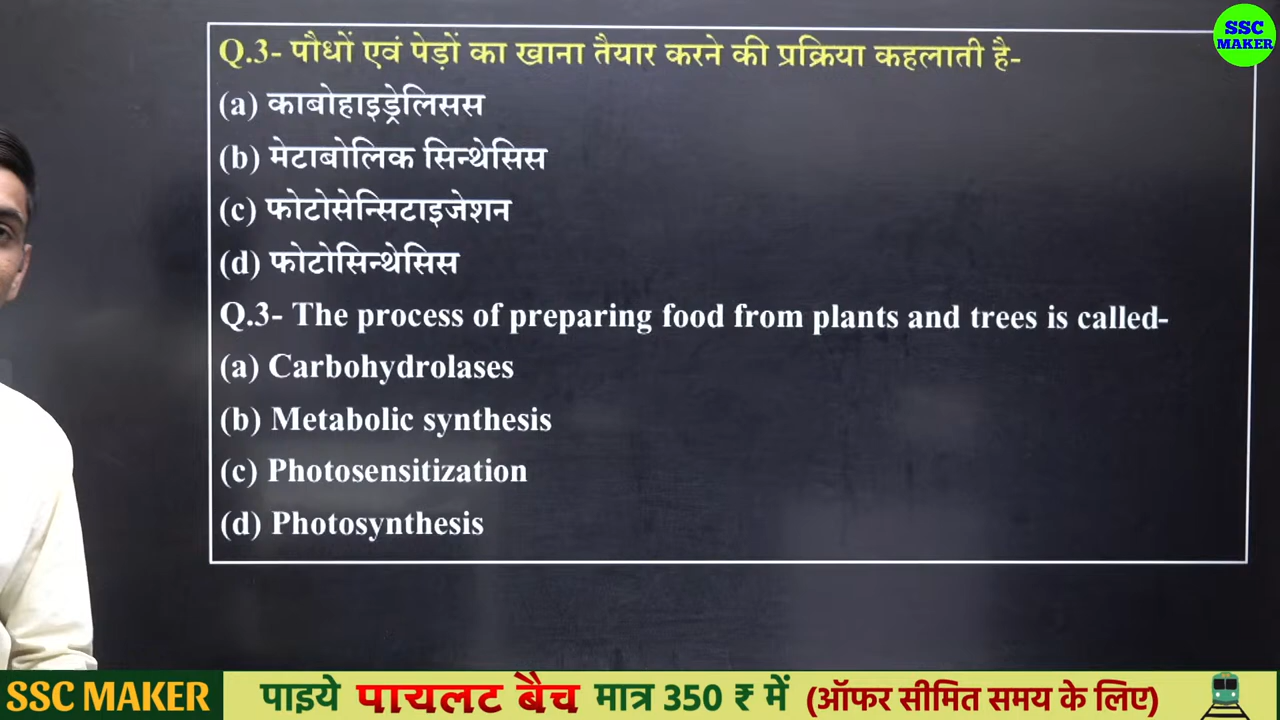 SSC
MAKER
Q.3- पौधों एवं पेड़ों का खाना तैयार करने की प्रक्रिया कहलाती है-
(a) काबोहाइड्रेलिसस
(b) मेटाबोलिक सिन्थेसिस
(c) फोटोसेन्सिटाइजेशन
(d) फोटोसिन्थेसिस
Q.3- The process of preparing food from plants and trees is called-
(a) Carbohydrolases
(b) Metabolic synthesis
(c) Photosensitization
(d) Photosynthesis
SSC MAKER पाइये पायलट बैच मात्र 350 ₹ में (ऑफर सीमित समय के लिए)